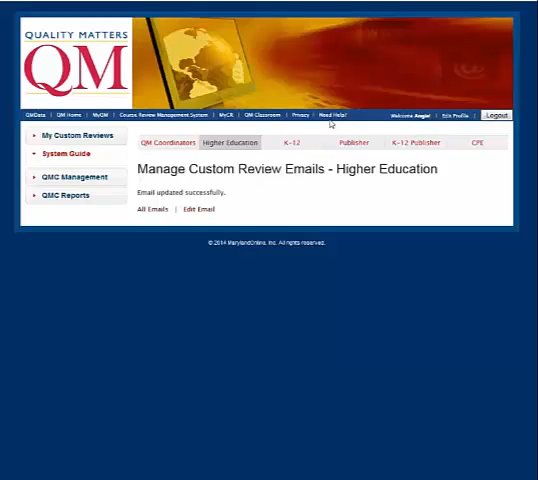 QUALITY MATTERS
QM
QMData | QM Home | MyQM | Course Review Management System | MyCR | QM Classroom | Privacy | Need Help?
Welcome Angie! | Edit Profile | Logout
My Custom Reviews
System Guide
QMC Management
QMC Reports
QM Coordinators Higher Education K-12 Publisher K-12 Publisher CPE
Manage Custom Review Emails - Higher Education
Email updated successfully.
All Emails | Edit Email
© 2014 MarylandOnline, Inc. All rights reserved.